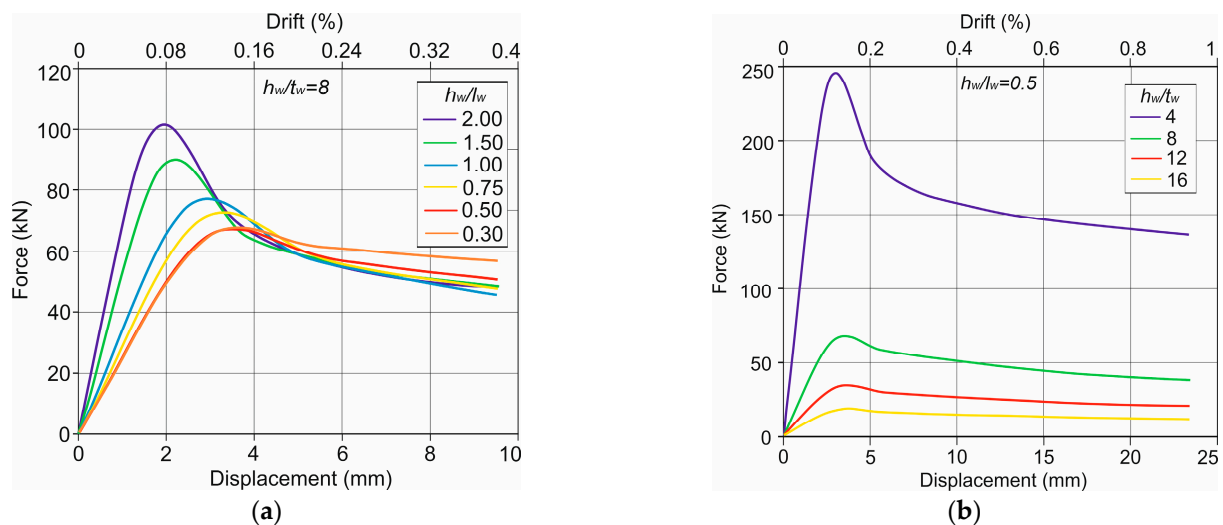 Drift (%)
0 0.08 0.16 0.24 0.32 0.4
120
100
80
60
40
20
0
Force (kN)
hw/tw=8
hw/lw
2.00
1.50
1.00
0.75
0.50
0.30
0 2 4 6 8 10
Displacement (mm)
(a)
Drift (%)
0 0.2 0.4 0.6 0.8 1
250
200
150
100
50
0
Force (kN)
hw/lw=0.5
hw/tw
4
8
12
16
0 5 10 15 20 25
Displacement (mm)
(b)